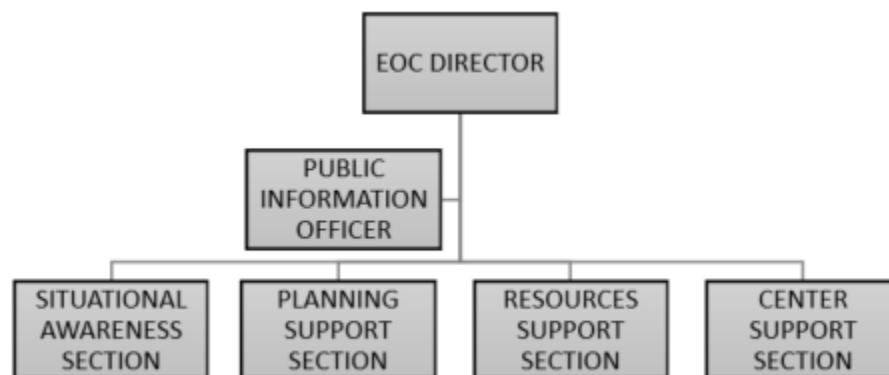 EOC DIRECTOR
PUBLIC
INFORMATION
OFFICER
SITUATIONAL
AWARENESS
SECTION
PLANNING
SUPPORT
SECTION
RESOURCES
SUPPORT
SECTION
CENTER
SUPPORT
SECTION